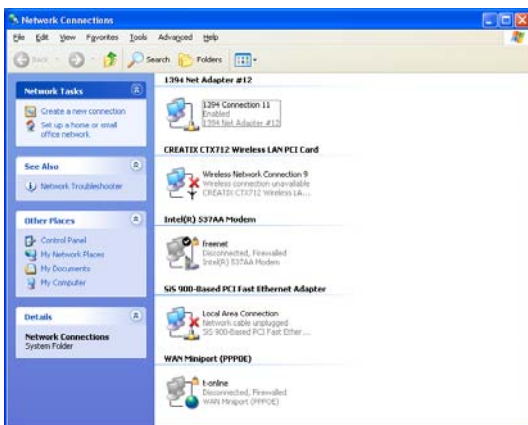 Network Connections
File Edit View Favorites Tools Advanced Help
Back Search Folders
Network Tasks
Create a new connection
Set up a home or small
office network
See Also
Network Troubleshooter
Other Places
Control Panel
My Network Places
My Documents
My Computer
Details
Network Connections
System Folder
1394 Net Adapter #12
1394 Connection 11
Enabled
1394 Net Adapter #12
CREATIX CTX712 Wireless LAN PCI Card
Wireless Network Connection 9
Wireless connection unavailable
CREATIX CTX712 Wireless LA...
Intel(R) 537AA Modem
freenet
Disconnected, Firewalled
Intel(R) 537AA Modem
SiS 900-Based PCI Fast Ethernet Adapter
Local Area Connection
Network cable unplugged
SiS 900-Based PCI Fast Ether...
WAN Miniport (PPPOE)
t-online
Disconnected, Firewalled
WAN Miniport (PPPOE)